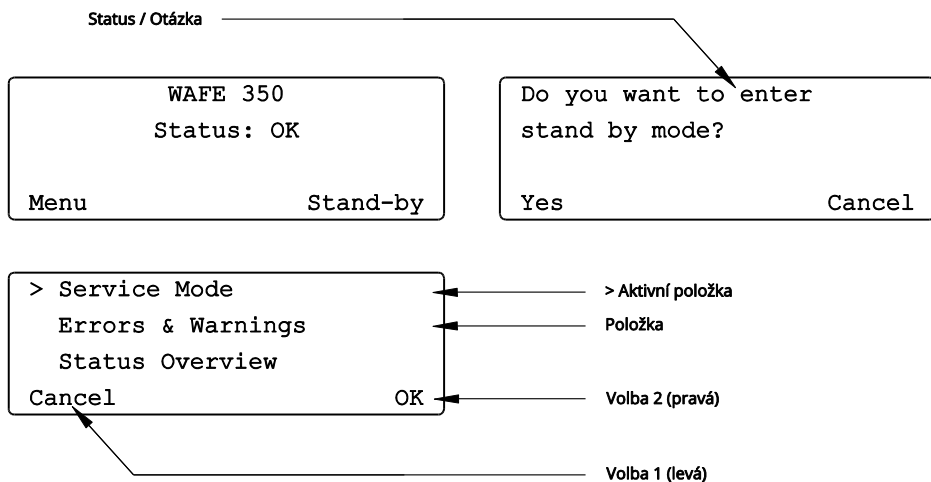 Status / Otázka
WAFE 350
Status: OK
Menu Stand-by
Do you want to enter
stand by mode?
Yes Cancel
> Service Mode
Errors & Warnings
Status Overview
Cancel OK
> Aktivní položka
Položka
Volba 2 (pravá)
Volba 1 (levá)